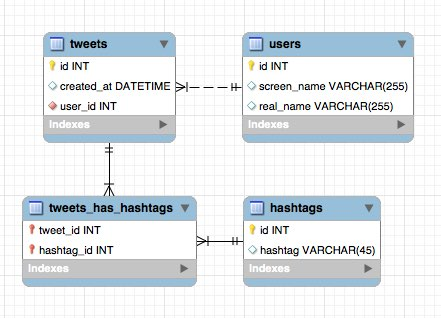 tweets
id INT
created_at DATETIME
user_id INT
Indexes
users
id INT
screen_name VARCHAR(255)
real_name VARCHAR(255)
Indexes
tweets_has_hashtags
tweet_id INT
hashtag_id INT
Indexes
hashtags
id INT
hashtag VARCHAR(45)
Indexes